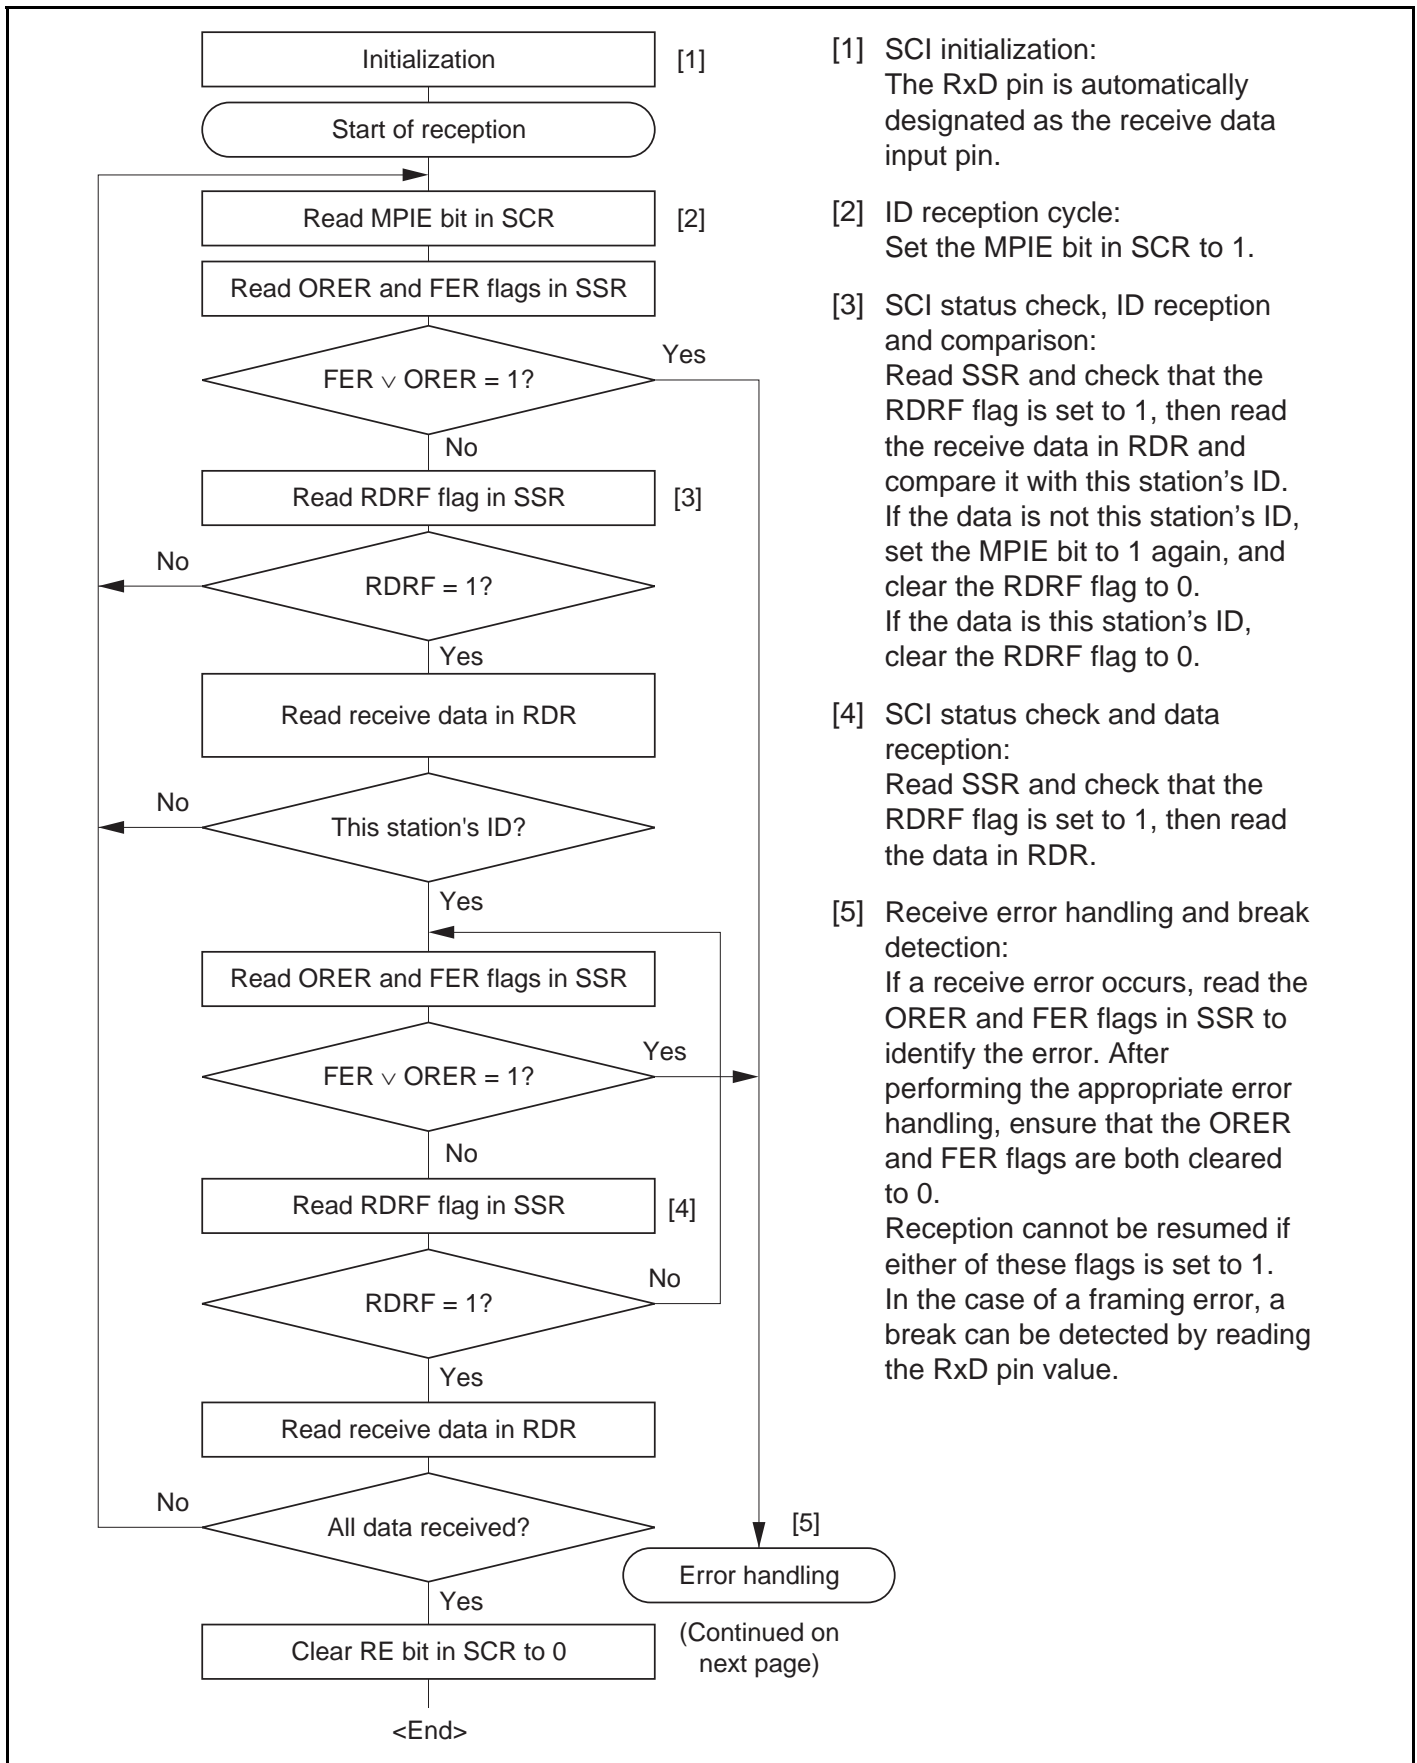 Initialization
[1]
Start of reception
Read MPIE bit in SCR
[2]
Read ORER and FER flags in SSR
Yes
FER ∨ ORER = 1?
No
Read RDRF flag in SSR
[3]
No
RDRF = 1?
Yes
Read receive data in RDR
No
This station's ID?
Yes
Read ORER and FER flags in SSR
Yes
FER ∨ ORER = 1?
No
Read RDRF flag in SSR
[4]
No
RDRF = 1?
Yes
Read receive data in RDR
No
All data received?
[5]
Error handling
Yes
(Continued on
next page)
Clear RE bit in SCR to 0
<End>
[1] SCI initialization:
The RxD pin is automatically
designated as the receive data
input pin.
[2] ID reception cycle:
Set the MPIE bit in SCR to 1.
[3] SCI status check, ID reception
and comparison:
Read SSR and check that the
RDRF flag is set to 1, then read
the receive data in RDR and
compare it with this station’s ID.
If the data is not this station’s ID,
set the MPIE bit to 1 again, and
clear the RDRF flag to 0.
If the data is this station’s ID,
clear the RDRF flag to 0.
[4] SCI status check and data
reception:
Read SSR and check that the
RDRF flag is set to 1, then read
the data in RDR.
[5] Receive error handling and break
detection:
If a receive error occurs, read the
ORER and FER flags in SSR to
identify the error. After
performing the appropriate error
handling, ensure that the ORER
and FER flags are both cleared
to 0.
Reception cannot be resumed if
either of these flags is set to 1.
In the case of a framing error, a
break can be detected by reading
the RxD pin value.